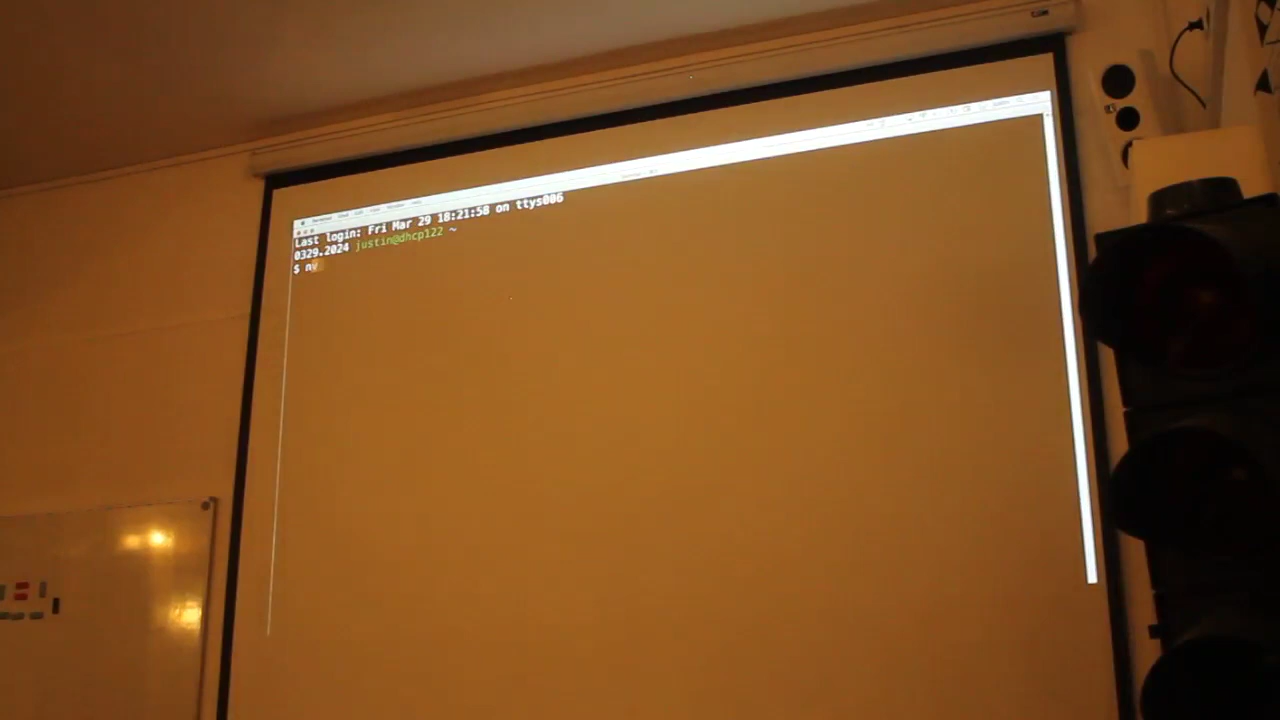 Last login: Fri Mar 29 18:21:58 on ttys006
0329.2024 justin@dhcp122 ~
$ nv